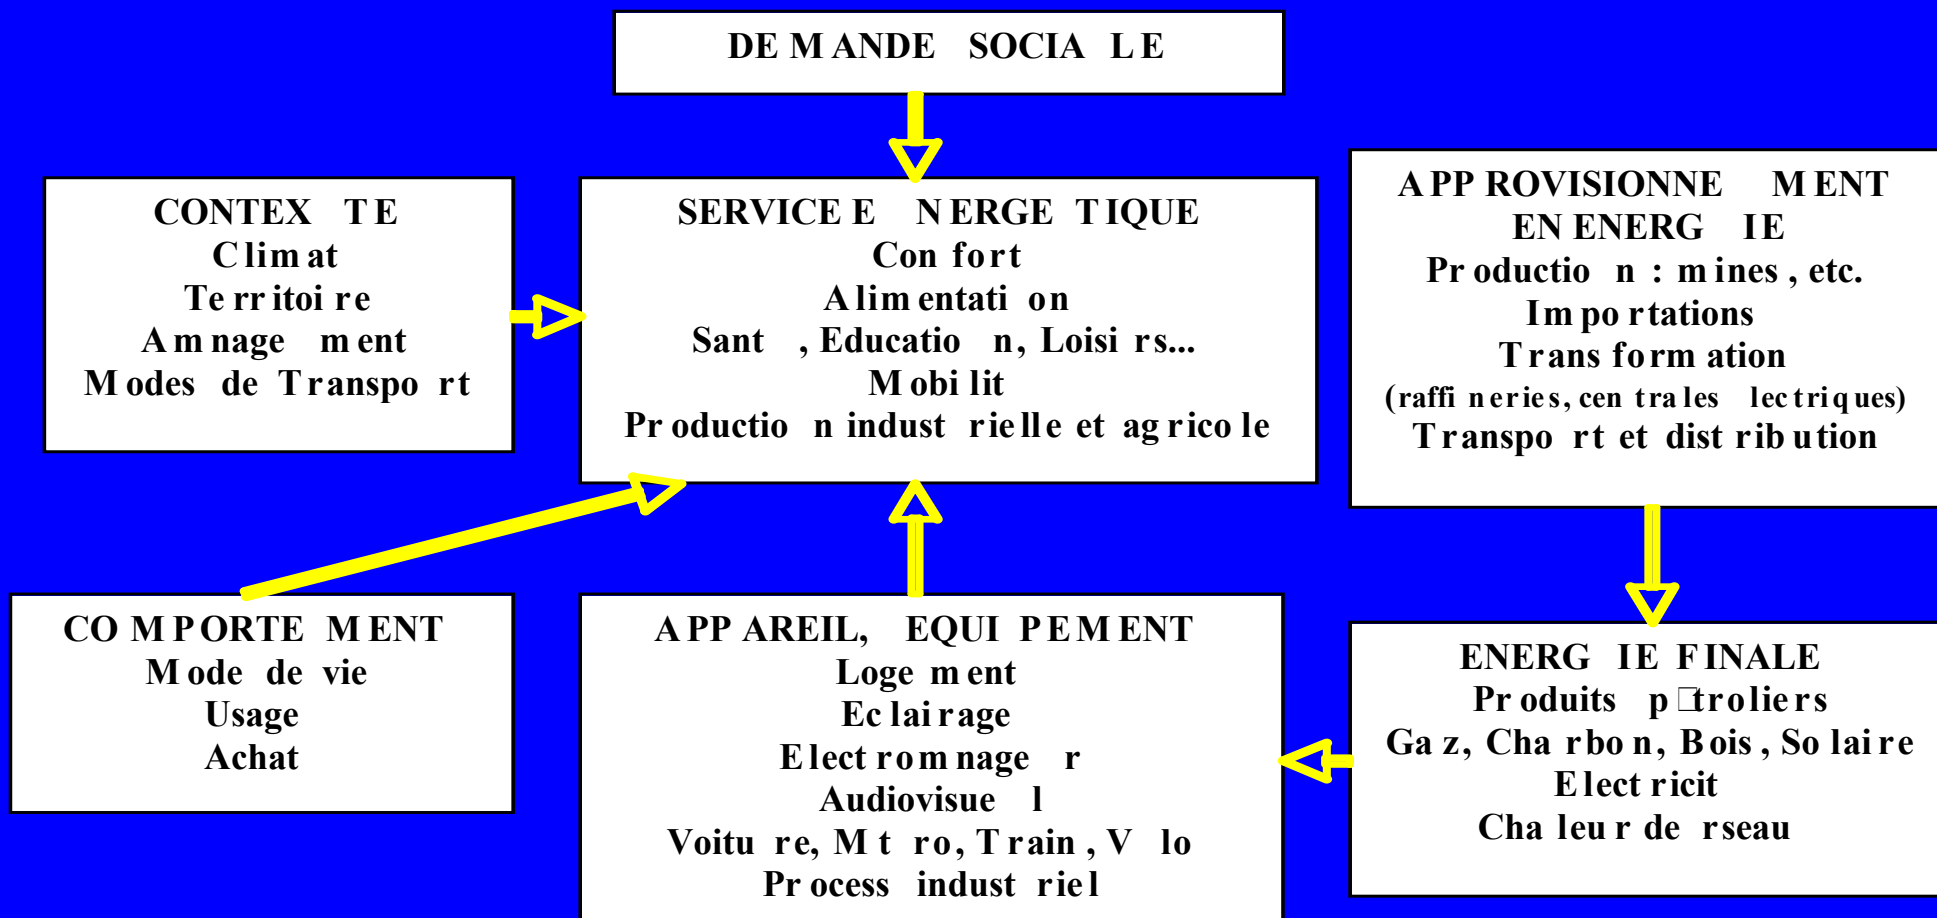 DEMANDE SOCIALE
CONTEXTE
Climat
Territoire
Amnagement
Modes de Transport
SERVICE ENERGETIQUE
Confort
Alimentation
Sant , Education, Loisirs...
Mobilit
Production industrielle et agricole
APPROVISIONNEMENT
EN ENERGIE
Production : mines, etc.
Importations
Transformation
(raffineries, centrales lectriques)
Transport et distribution
COMPORTEMENT
Mode de vie
Usage
Achat
APPAREIL, EQUIPEMENT
Logement
Eclairage
Electromnager
Audiovisuel
Voiture, Mtro, Train, Vlo
Process industriel
ENERGIE FINALE
Produits p□troliers
Gaz, Charbon, Bois, Solaire
Electricit
Chaleur de rseau